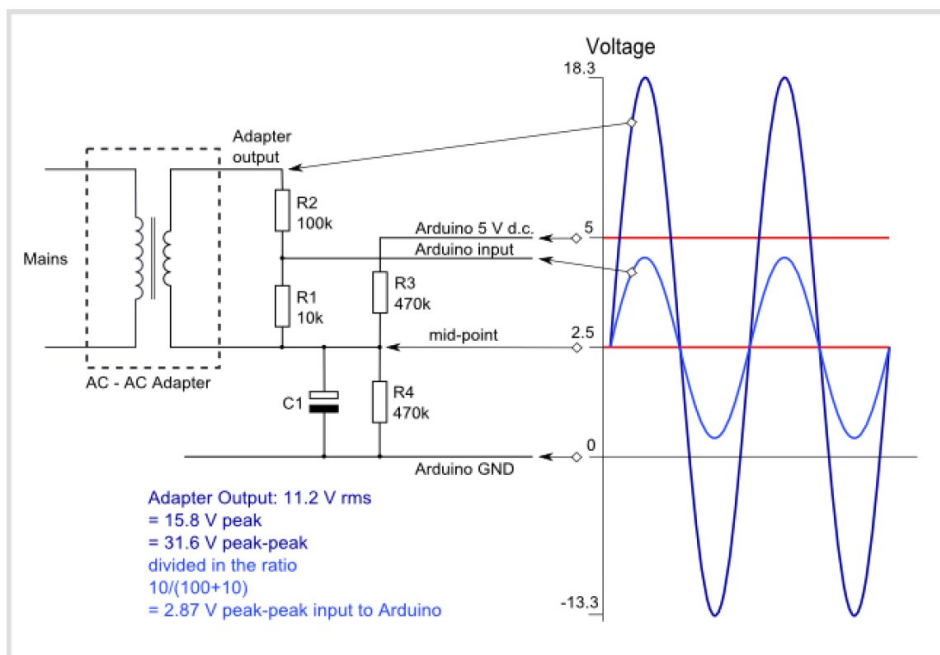 Voltage
18.3
Adapter
output
R2
100k
Arduino 5 V d.c.
5
Arduino input
Mains
R1
10k
R3
470k
mid-point
2.5
AC - AC Adapter
C1
R4
470k
0
Arduino GND
Adapter Output: 11.2 V rms
= 15.8 V peak
= 31.6 V peak-peak
divided in the ratio
10/(100+10)
= 2.87 V peak-peak input to Arduino
-13.3